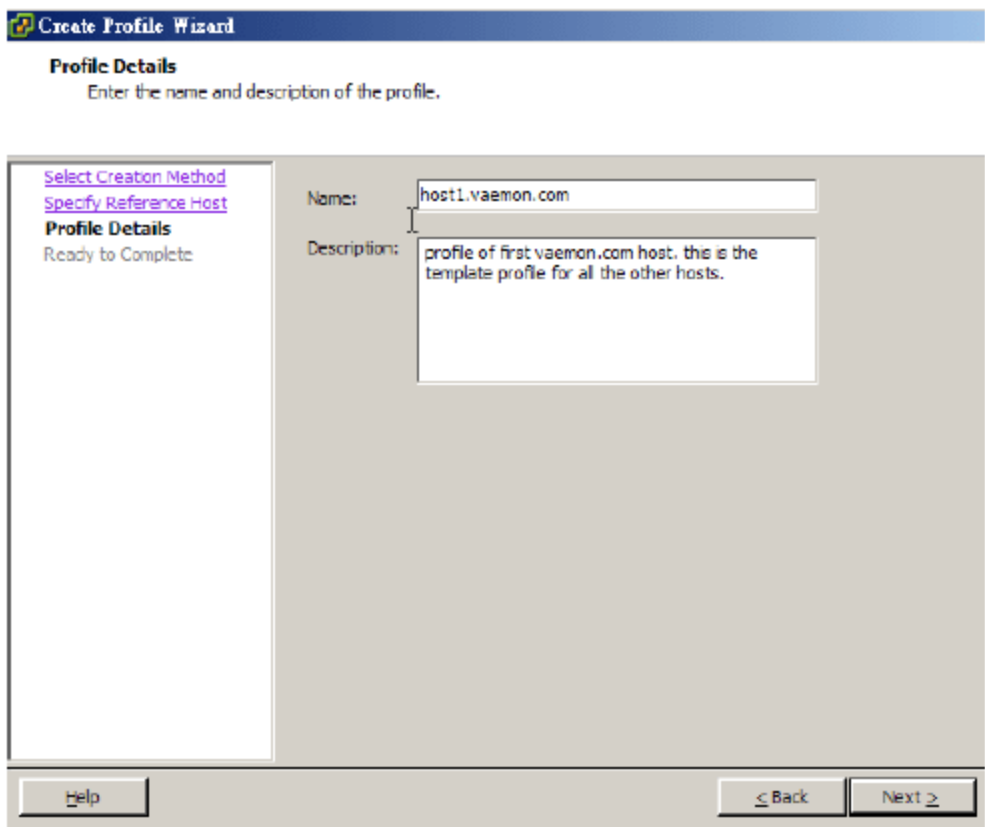 Create Profile Wizard
Profile Details
Enter the name and description of the profile.
Select Creation Method
Specify Reference Host
Profile Details
Ready to Complete
Name:
host1.vaemon.com
Description:
profile of first vaemon.com host. this is the
template profile for all the other hosts.
Help
< Back
Next >